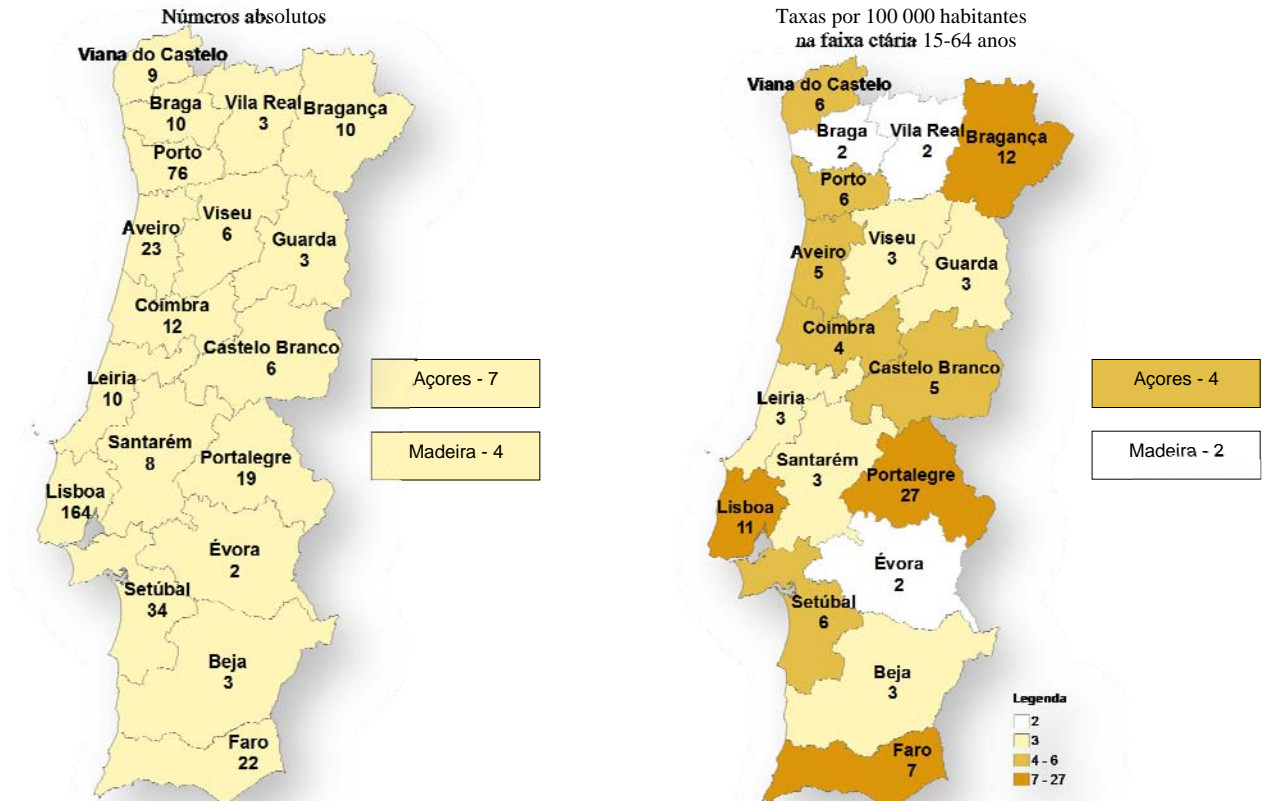 Números absolutos
Viana do Castelo
9
Braga
10
Vila Real
3
Bragança
10
Porto
76
Aveiro
23
Viseu
6
Guarda
3
Coimbra
12
Castelo Branco
6
Leiria
10
Santarém
8
Portalegre
19
Lisboa
164
Évora
2
Setúbal
34
Beja
3
Faro
22
Açores - 7
Madeira - 4
Taxas por 100 000 habitantes
na faixa etária 15-64 anos
Viana do Castelo
6
Braga
2
Vila Real
2
Bragança
12
Porto
6
Aveiro
5
Viseu
3
Guarda
3
Coimbra
4
Castelo Branco
5
Leiria
3
Santarém
3
Portalegre
27
Lisboa
11
Évora
2
Setúbal
6
Beja
3
Faro
7
Açores - 4
Madeira - 2
Legenda
2
3
4 - 6
7 - 27